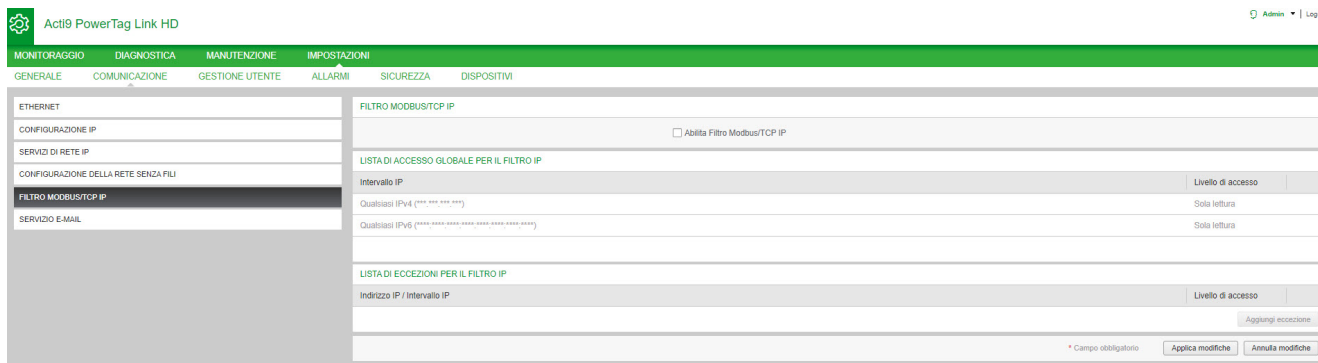 Acti9 PowerTag Link HD
Admin | Log
MONITORAGGIO DIAGNOSTICA MANUTENZIONE IMPOSTAZIONI
GENERALE COMUNICAZIONE GESTIONE UTENTE ALLARMI SICUREZZA DISPOSITIVI
ETHERNET
CONFIGURAZIONE IP
SERVIZI DI RETE IP
CONFIGURAZIONE DELLA RETE SENZA FILI
FILTRO MODBUS/TCP IP
SERVIZIO E-MAIL
FILTRO MODBUS/TCP IP
Abilita Filtro Modbus/TCP IP
LISTA DI ACCESSO GLOBALE PER IL FILTRO IP
Intervallo IP Livello di accesso
Qualsiasi IPv4 (***.***.***.***) Sola lettura
Qualsiasi IPv6 (****:****:****:****:****:****:****:****) Sola lettura
LISTA DI ECCEZIONI PER IL FILTRO IP
Indirizzo IP / Intervallo IP Livello di accesso
Aggiungi eccezione
* Campo obbligatorio Applica modifiche Annulla modifiche